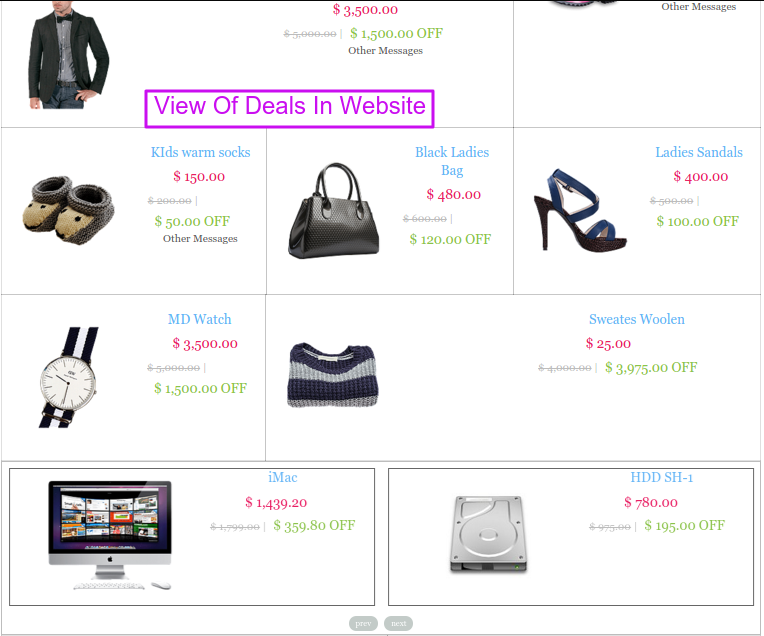 $ 3,500.00
$ 5,000.00 | $ 1,500.00 OFF
Other Messages
Other Messages
View Of Deals In Website
KIds warm socks
$ 150.00
$ 200.00 |
$ 50.00 OFF
Other Messages
Black Ladies
Bag
$ 480.00
$ 600.00 |
$ 120.00 OFF
Ladies Sandals
$ 400.00
$ 500.00 |
$ 100.00 OFF
MD Watch
$ 3,500.00
$ 5,000.00 |
$ 1,500.00 OFF
Sweates Woolen
$ 25.00
$ 4,000.00 | $ 3,975.00 OFF
iMac
$ 1,439.20
$ 1,799.00 | $ 359.80 OFF
HDD SH-1
$ 780.00
$ 975.00 | $ 195.00 OFF
prev next